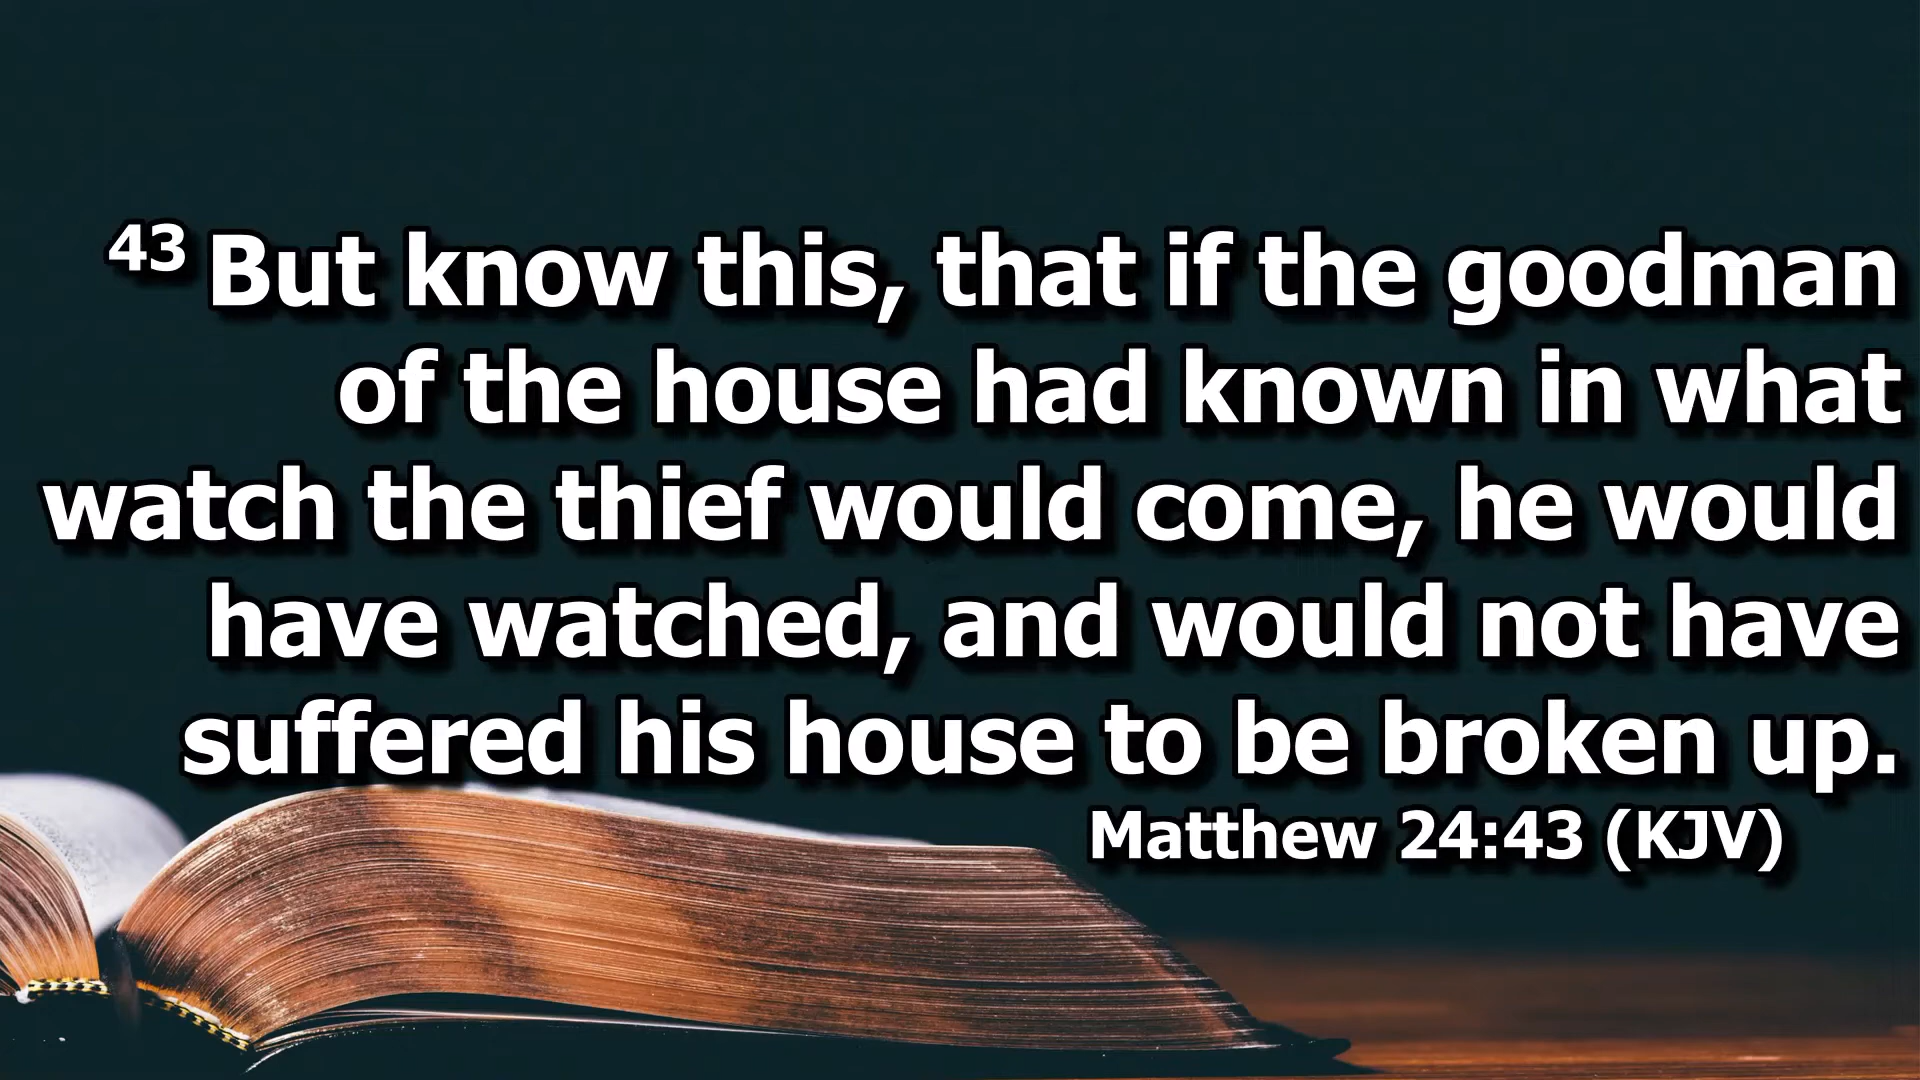 43 But know this, that if the goodman
of the house had known in what
watch the thief would come, he would
have watched, and would not have
suffered his house to be broken up.
Matthew 24:43 (KJV)